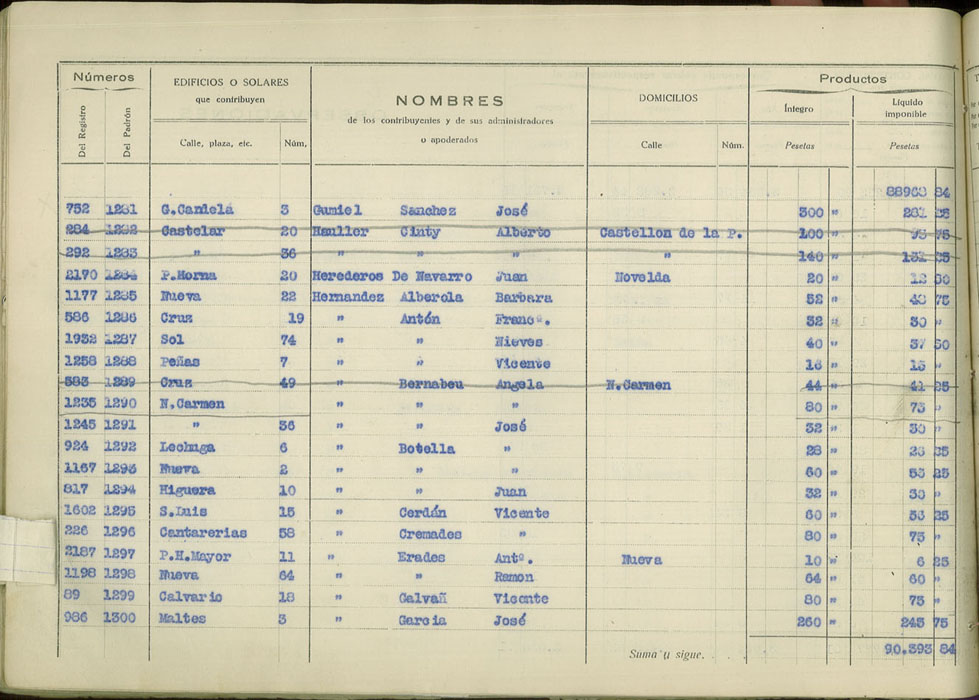 Números EDIFICIOS O SOLARES que contribuyen NOMBRES de los contribuyentes y de sus administradores o apoderados DOMICILIOS Productos
Del Registro Del Padrón Calle, plaza, etc. Núm. Calle Núm. Íntegro Pesetas Líquido imponible Pesetas
88963 84
752 1281 G.Candela 3 Gumiel Sanchez José 300 " 281 25
284 1282 Castelar 20 Hauller Cinty Alberto Castellon de la P. 100 " 93 75
292 1283 " 36 " " " " 140 " 131 25
2170 1284 P.Horna 20 Herederos De Navarro Juan Novelda 20 " 12 50
1177 1285 Nueva 22 Hernandez Alberola Barbara 52 " 48 75
586 1286 Cruz 19 " Antón Francº. 32 " 30 "
1932 1287 Sol 74 " " Nieves 40 " 37 50
1258 1288 Peñas 7 " " Vicente 16 " 15 "
583 1289 Cruz 49 " Bernabeu Angela N.Carmen 44 " 41 25
1235 1290 N.Carmen " " " 80 " 75 "
1245 1291 " 36 " " José 32 " 30 "
924 1292 Lechuga 6 " Botella " 28 " 25
1167 1293 Nueva 2 " " " 60 " 53 25
817 1294 Higuera 10 " " Juan 32 " 30 "
1602 1295 S.Luis 15 " Cerdán Vicente 60 " 25
226 1296 Cantarerias 58 " Cremades " 80 " 75 "
2187 1297 P.H.Mayor 11 " Erades Antº. Nueva 10 " 6 25
1198 1298 Nueva 64 " " Ramon 64 " 60 "
89 1299 Calvario 18 " Galvañ Vicente 80 " 75 "
986 1300 Maltes 3 " Garcia José 260 " 243 75
Suma y sigue. . 90.393 84